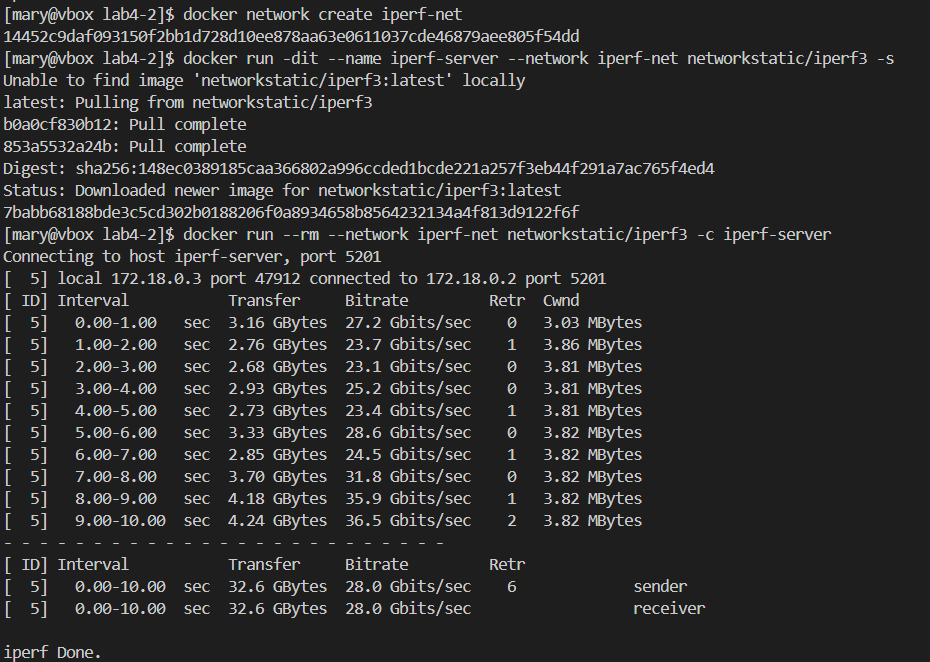 [mary@vbox lab4-2]$ docker network create iperf-net
14452c9daf093150f2bb1d728d10ee878aa63e0611037cde46879aee805f54dd
[mary@vbox lab4-2]$ docker run -dit --name iperf-server --network iperf-net networkstatic/iperf3 -s
Unable to find image 'networkstatic/iperf3:latest' locally
latest: Pulling from networkstatic/iperf3
b0a0cf830b12: Pull complete
853a5532a24b: Pull complete
Digest: sha256:148ec0389185caa366802a996ccded1bcde221a257f3eb44f291a7ac765f4ed4
Status: Downloaded newer image for networkstatic/iperf3:latest
7babb68188bde3c5cd302b0188206f0a8934658b8564232134a4f813d9122f6f
[mary@vbox lab4-2]$ docker run --rm --network iperf-net networkstatic/iperf3 -c iperf-server
Connecting to host iperf-server, port 5201
[  5] local 172.18.0.3 port 47912 connected to 172.18.0.2 port 5201
[ ID] Interval           Transfer     Bitrate         Retr  Cwnd
[  5]   0.00-1.00   sec  3.16 GBytes  27.2 Gbits/sec    0   3.03 MBytes
[  5]   1.00-2.00   sec  2.76 GBytes  23.7 Gbits/sec    1   3.86 MBytes
[  5]   2.00-3.00   sec  2.68 GBytes  23.1 Gbits/sec    0   3.81 MBytes
[  5]   3.00-4.00   sec  2.93 GBytes  25.2 Gbits/sec    0   3.81 MBytes
[  5]   4.00-5.00   sec  2.73 GBytes  23.4 Gbits/sec    1   3.81 MBytes
[  5]   5.00-6.00   sec  3.33 GBytes  28.6 Gbits/sec    0   3.82 MBytes
[  5]   6.00-7.00   sec  2.85 GBytes  24.5 Gbits/sec    1   3.82 MBytes
[  5]   7.00-8.00   sec  3.70 GBytes  31.8 Gbits/sec    0   3.82 MBytes
[  5]   8.00-9.00   sec  4.18 GBytes  35.9 Gbits/sec    1   3.82 MBytes
[  5]   9.00-10.00  sec  4.24 GBytes  36.5 Gbits/sec    2   3.82 MBytes
- - - - - - - - - - - - - - - - - - - - - - - - -
[ ID] Interval           Transfer     Bitrate         Retr
[  5]   0.00-10.00  sec  32.6 GBytes  28.0 Gbits/sec    6             sender
[  5]   0.00-10.00  sec  32.6 GBytes  28.0 Gbits/sec                  receiver
iperf Done.